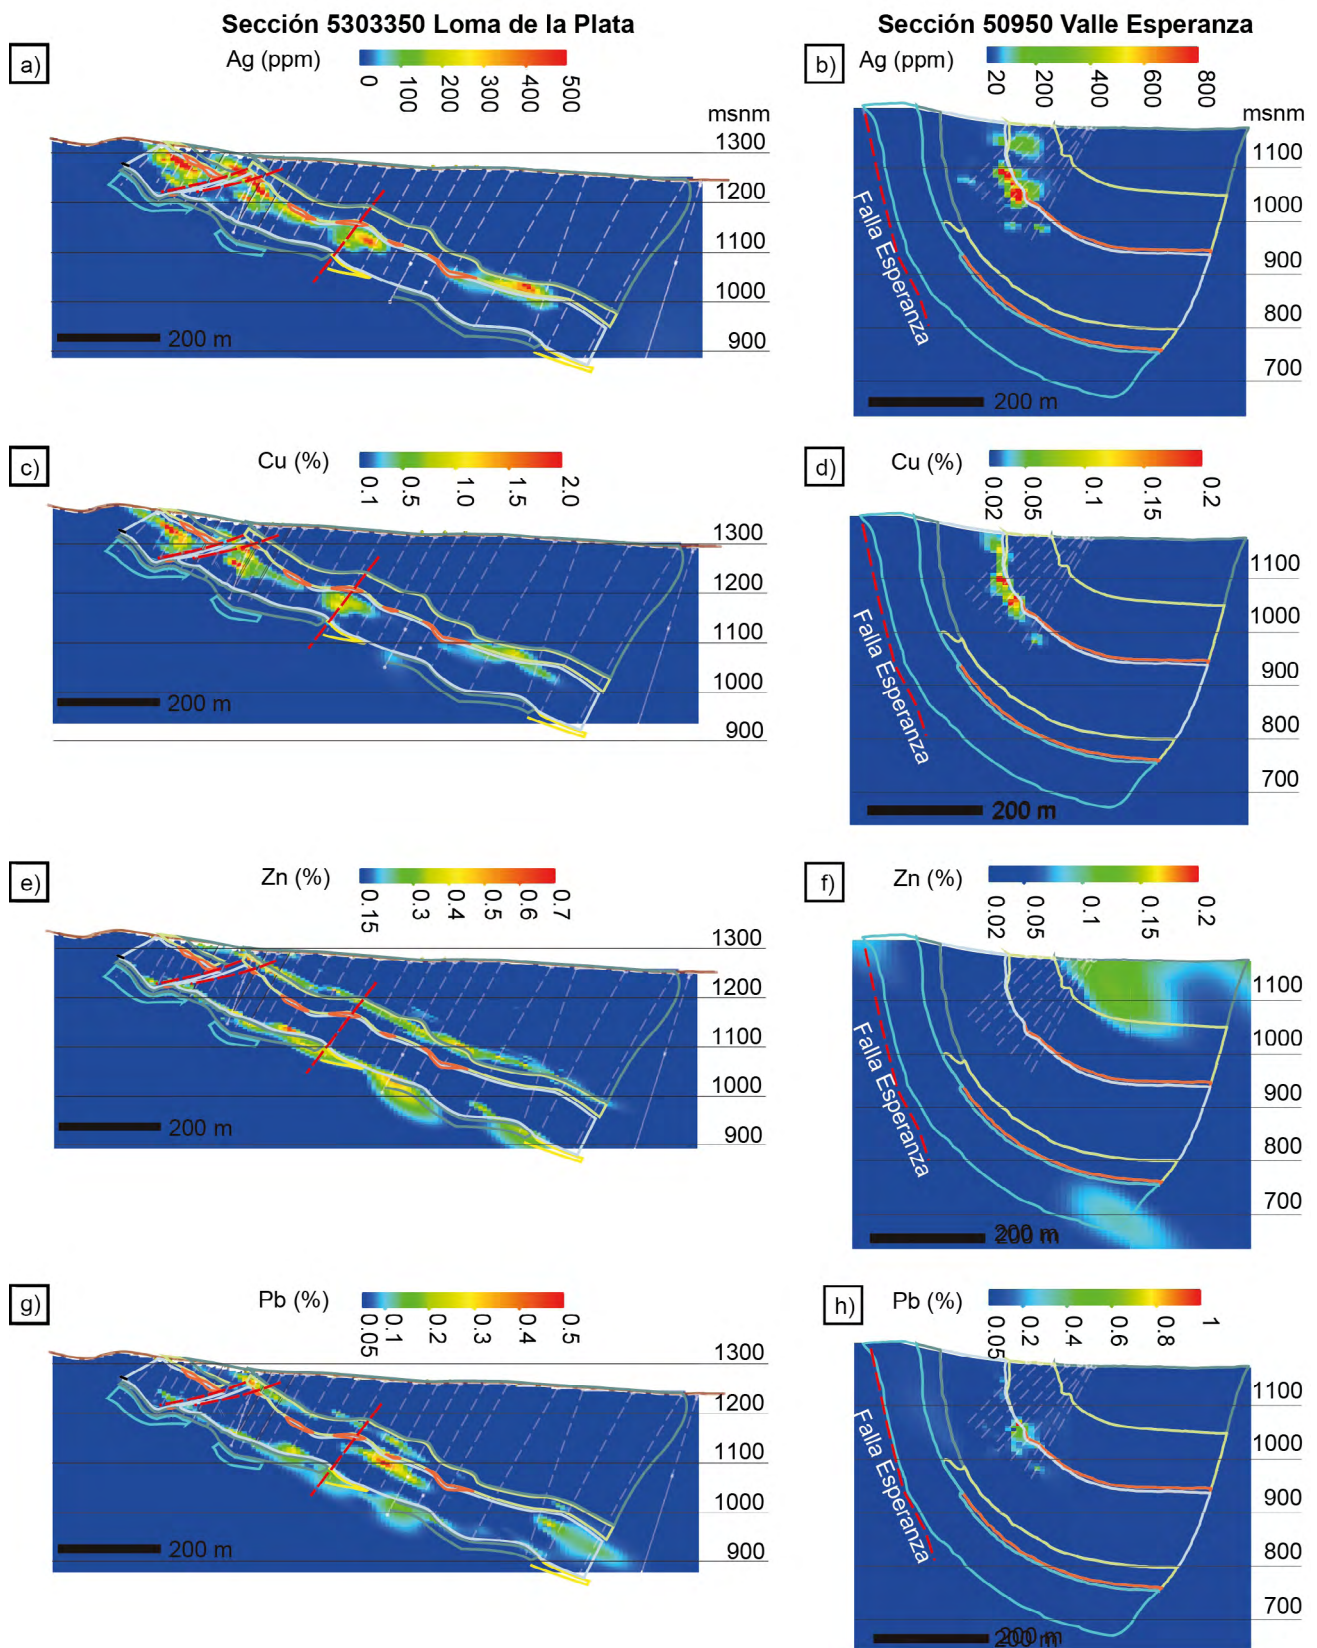 Sección 5303350 Loma de la Plata
Sección 50950 Valle Esperanza
a)
Ag (ppm)
0
100
200
300
400
500
msnm
1300
1200
1100
1000
900
200 m
b)
Ag (ppm)
20
200
400
600
800
msnm
1100
1000
900
800
700
Falla Esperanza
200 m
c)
Cu (%)
0.1
0.5
1.0
1.5
2.0
1300
1200
1100
1000
900
200 m
d)
Cu (%)
0.02
0.05
0.1
0.15
0.2
1100
1000
900
800
700
Falla Esperanza
200 m
e)
Zn (%)
0.15
0.3
0.4
0.5
0.6
0.7
1300
1200
1100
1000
900
200 m
f)
Zn (%)
0.02
0.05
0.1
0.15
0.2
1100
1000
900
800
700
Falla Esperanza
200 m
g)
Pb (%)
0.05
0.1
0.2
0.3
0.4
0.5
1300
1200
1100
1000
900
200 m
h)
Pb (%)
0.05
0.2
0.4
0.6
0.8
1
1100
1000
900
800
700
Falla Esperanza
200 m